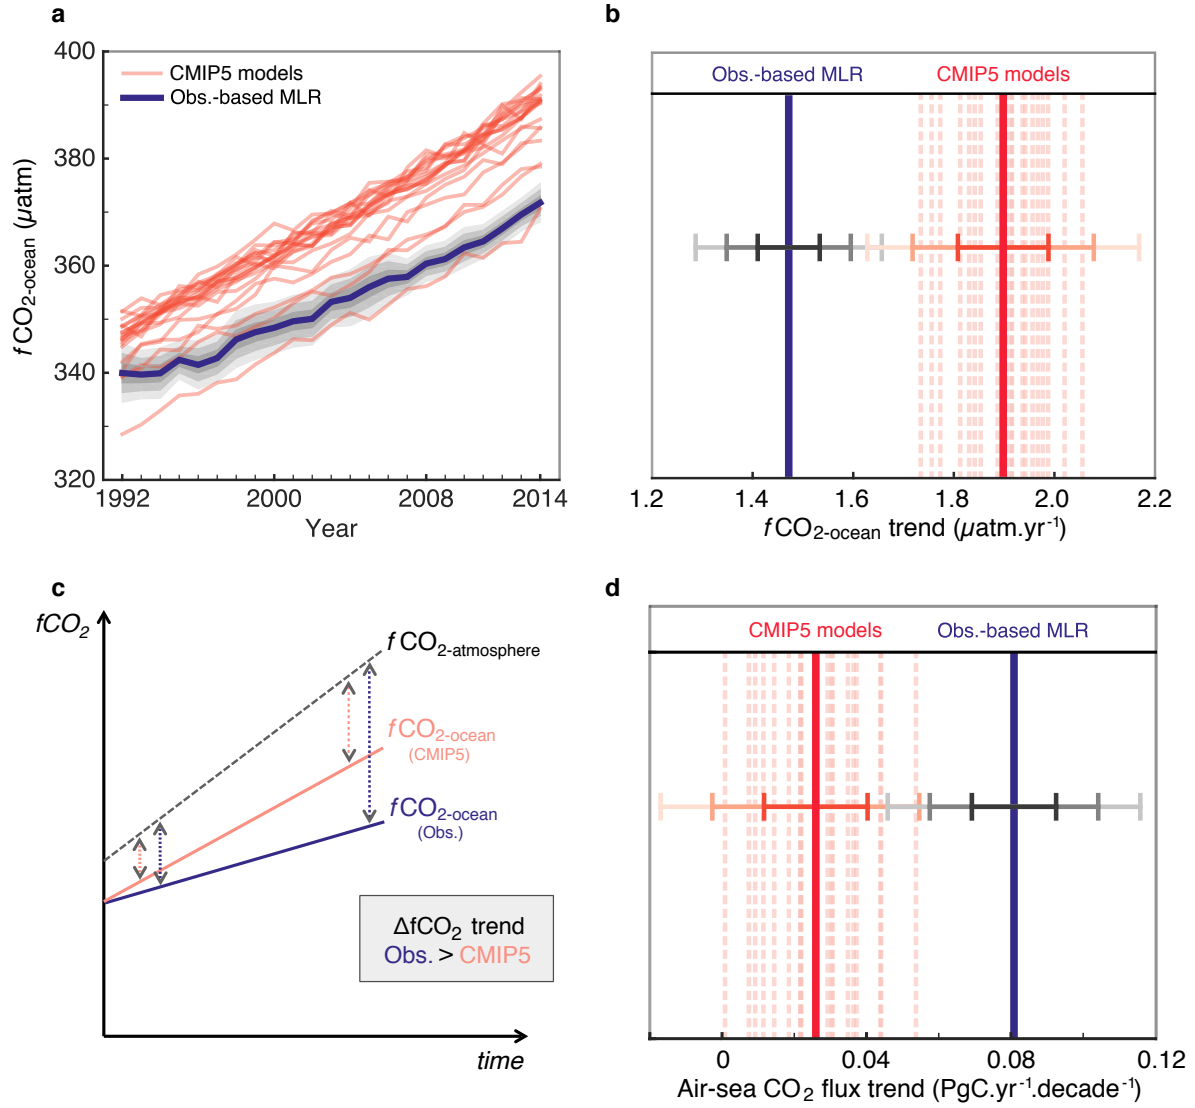 a
400
380
360
340
320
fCO2-ocean (µatm)
CMIP5 models
Obs.-based MLR
1992
2000
2008
2014
Year
b
Obs.-based MLR
CMIP5 models
1.2
1.4
1.6
1.8
2.0
2.2
fCO2-ocean trend (µatm.yr-1)
c
fCO2
fCO2-atmosphere
fCO2-ocean
(CMIP5)
fCO2-ocean
(Obs.)
ΔfCO2 trend
Obs. > CMIP5
time
d
CMIP5 models
Obs.-based MLR
0
0.04
0.08
0.12
Air-sea CO2 flux trend (PgC.yr-1.decade-1)